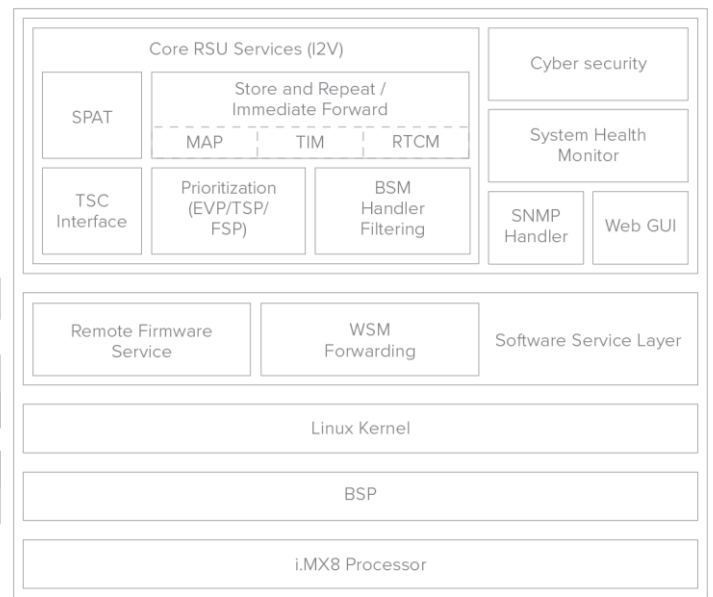 Core RSU Services (I2V)
SPAT
Store and Repeat /
Immediate Forward
MAP
TIM
RTCM
TSC
Interface
Prioritization
(EVP/TSP/
FSP)
BSM
Handler
Filtering
Cyber security
System Health
Monitor
SNMP
Handler
Web GUI
Remote Firmware
Service
WSM
Forwarding
Software Service Layer
Linux Kernel
BSP
i.MX8 Processor